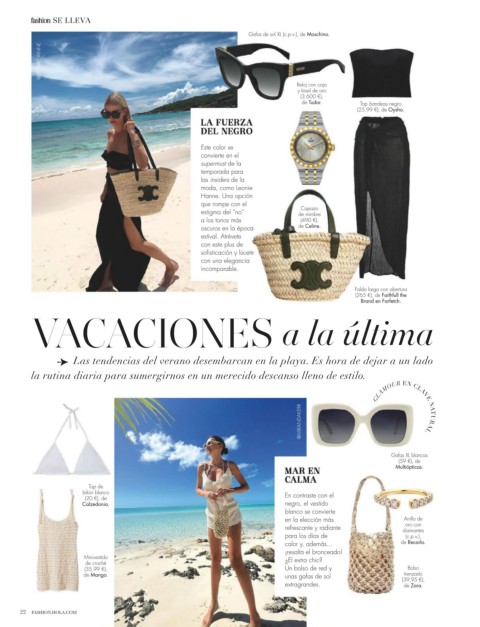 fashion SE LLEVA
Gafas de sol XL (c.p.v.), de Moschino.
Reloj con caja
y bisel de oro
(3.600 €),
de Tudor.
Top bandeau negro
(25,99 €), de Oysho.
LA FUERZA
DEL NEGRO
Este color se
convierte en el
supermust de la
temporada para
las insiders de la
moda, como Leonie
Hanne. Una opción
que rompe con el
estigma del “no”
a los tonos más
oscuros en la época
estival. Atrévete
con este plus de
sofisticación y lúcete
con una elegancia
incomparable.
Capazo
de mimbre
(490 €),
de Celine.
Falda larga con abertura
(265 €), de Faithfull the
Brand en Farfetch.
VACACIONES a la última
Las tendencias del verano desembarcan en la playa. Es hora de dejar a un lado
la rutina diaria para sumergirnos en un merecido descanso lleno de estilo.
GLAMOUR EN CLAVE NATURAL
Gafas XL blancas
(59 €), de
Multiópticas.
Top de
bikini blanco
(20 €), de
Calzedonia.
MAR EN
CALMA
En contraste con el
negro, el vestido
blanco se convierte
en la elección más
refrescante y radiante
para los días de
calor y, además...
¡resalta el bronceado!
¿El extra chic?
Un bolso de red y
unas gafas de sol
extragrandes.
Anillo de
oro con
diamantes
(c.p.v.),
de Recarlo.
Minivestido
de croché
(35,99 €),
de Mango.
Bolso
trenzado
(39,95 €),
de Zara.
22 FASHION.HOLA.COM